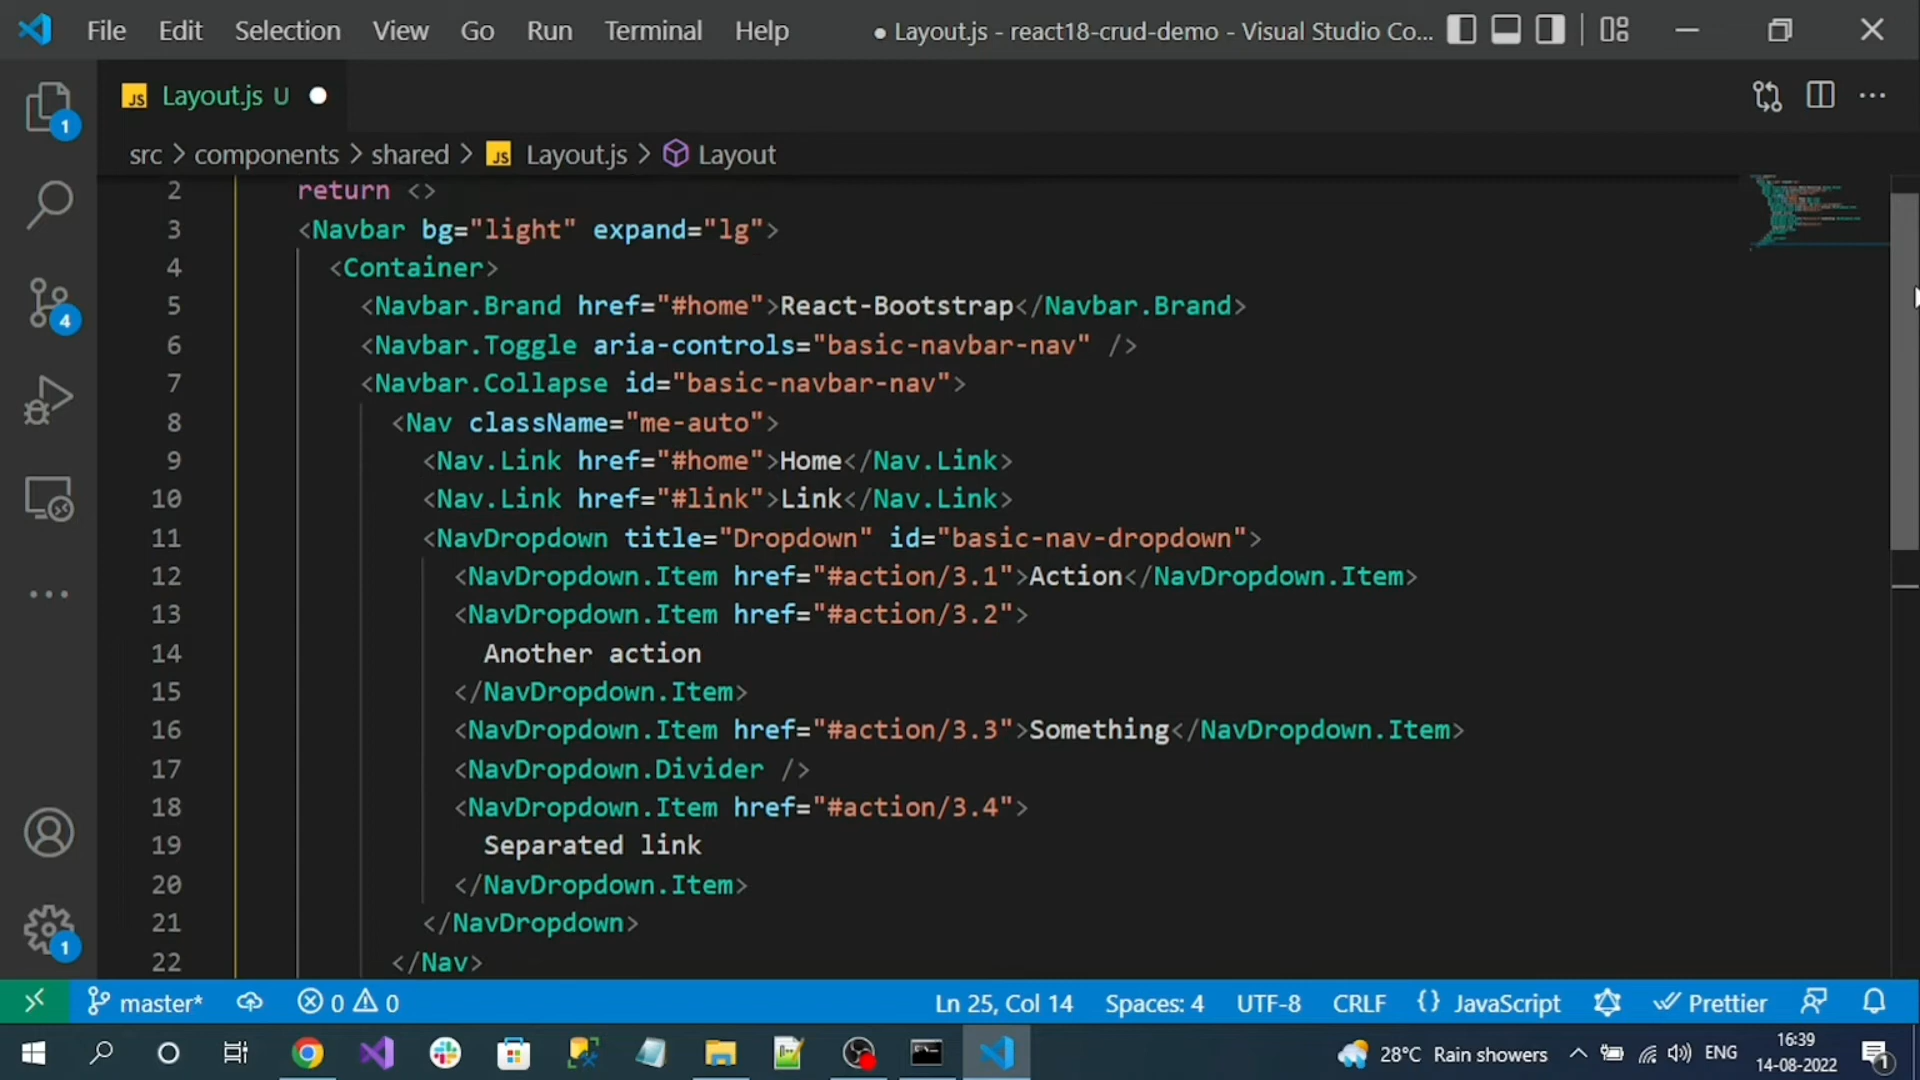 File Edit Selection View Go Run Terminal Help ● Layout.js - react18-crud-demo - Visual Studio Co...
JS Layout.js U ●
src > components > shared > JS Layout.js > Layout
2 return <>
3 <Navbar bg="light" expand="lg">
4 <Container>
5 <Navbar.Brand href="#home">React-Bootstrap</Navbar.Brand>
6 <Navbar.Toggle aria-controls="basic-navbar-nav" />
7 <Navbar.Collapse id="basic-navbar-nav">
8 <Nav className="me-auto">
9 <Nav.Link href="#home">Home</Nav.Link>
10 <Nav.Link href="#link">Link</Nav.Link>
11 <NavDropdown title="Dropdown" id="basic-nav-dropdown">
12 <NavDropdown.Item href="#action/3.1">Action</NavDropdown.Item>
13 <NavDropdown.Item href="#action/3.2">
14 Another action
15 </NavDropdown.Item>
16 <NavDropdown.Item href="#action/3.3">Something</NavDropdown.Item>
17 <NavDropdown.Divider />
18 <NavDropdown.Item href="#action/3.4">
19 Separated link
20 </NavDropdown.Item>
21 </NavDropdown>
22 </Nav>
1
4
1
master* 0 0 Ln 25, Col 14 Spaces: 4 UTF-8 CRLF {} JavaScript Prettier
28°C Rain showers ENG 16:39
14-08-2022 1